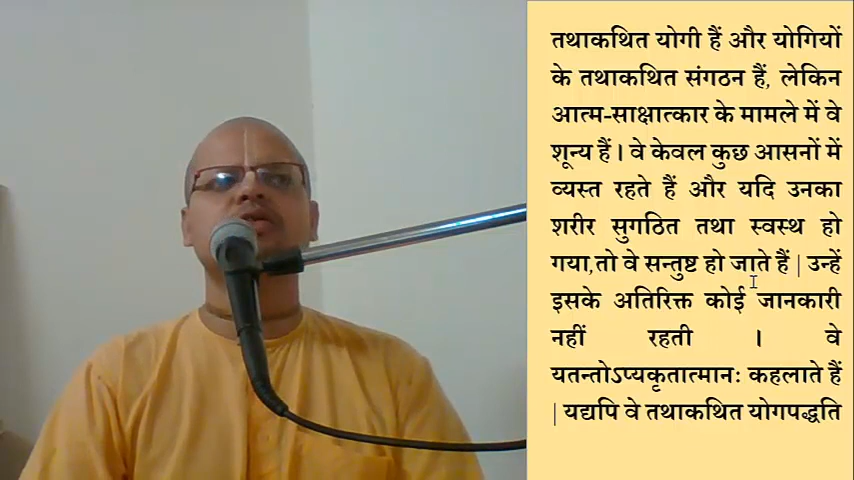 तथाकथित योगी हैं और योगियों
के तथाकथित संगठन हैं, लेकिन
आत्म-साक्षात्कार के मामले में वे
शून्य हैं । वे केवल कुछ आसनों में
व्यस्त रहते हैं और यदि उनका
शरीर सुगठित तथा स्वस्थ हो
गया,तो वे सन्तुष्ट हो जाते हैं | उन्हें
इसके अतिरिक्त कोई जानकारी
नहीं रहती । वे
यतन्तोऽप्यकृतात्मानः कहलाते हैं
| यद्यपि वे तथाकथित योगपद्धति